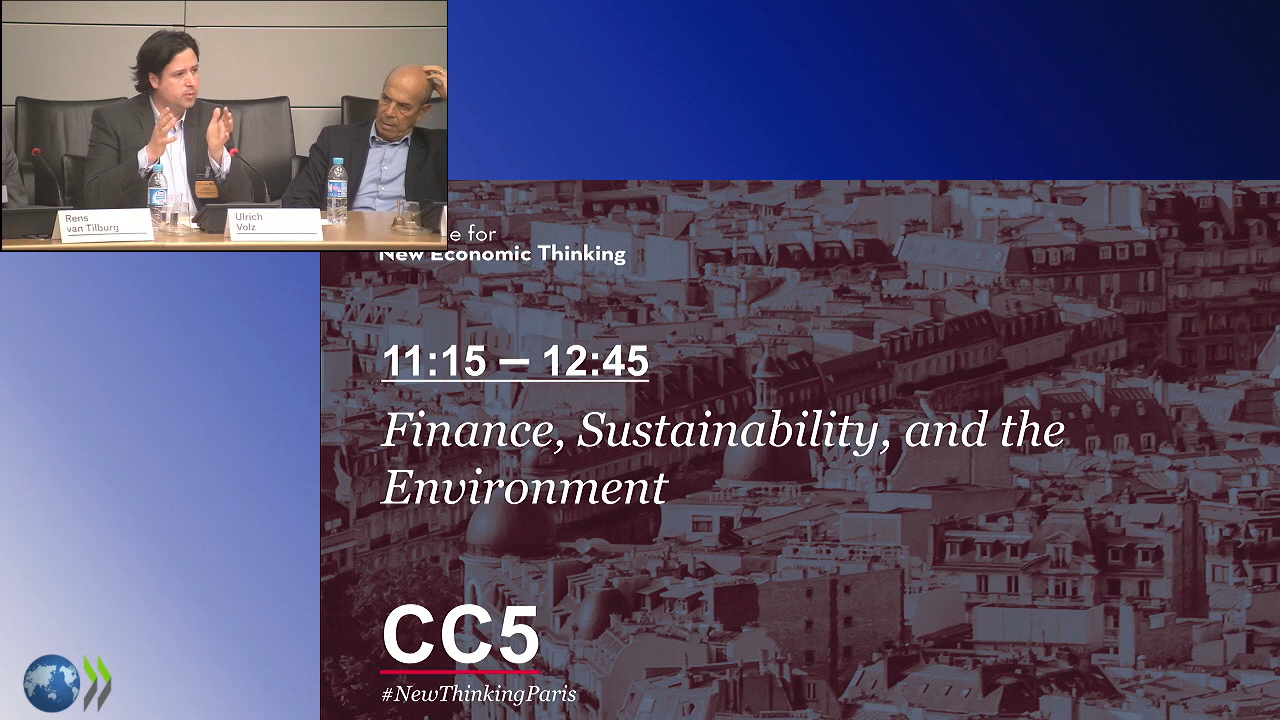 Rens
van Tilburg
Ulrich
Volz
e for
New Economic Thinking
11:15 – 12:45
Finance, Sustainability, and the
Environment
CC5
#NewThinkingParis